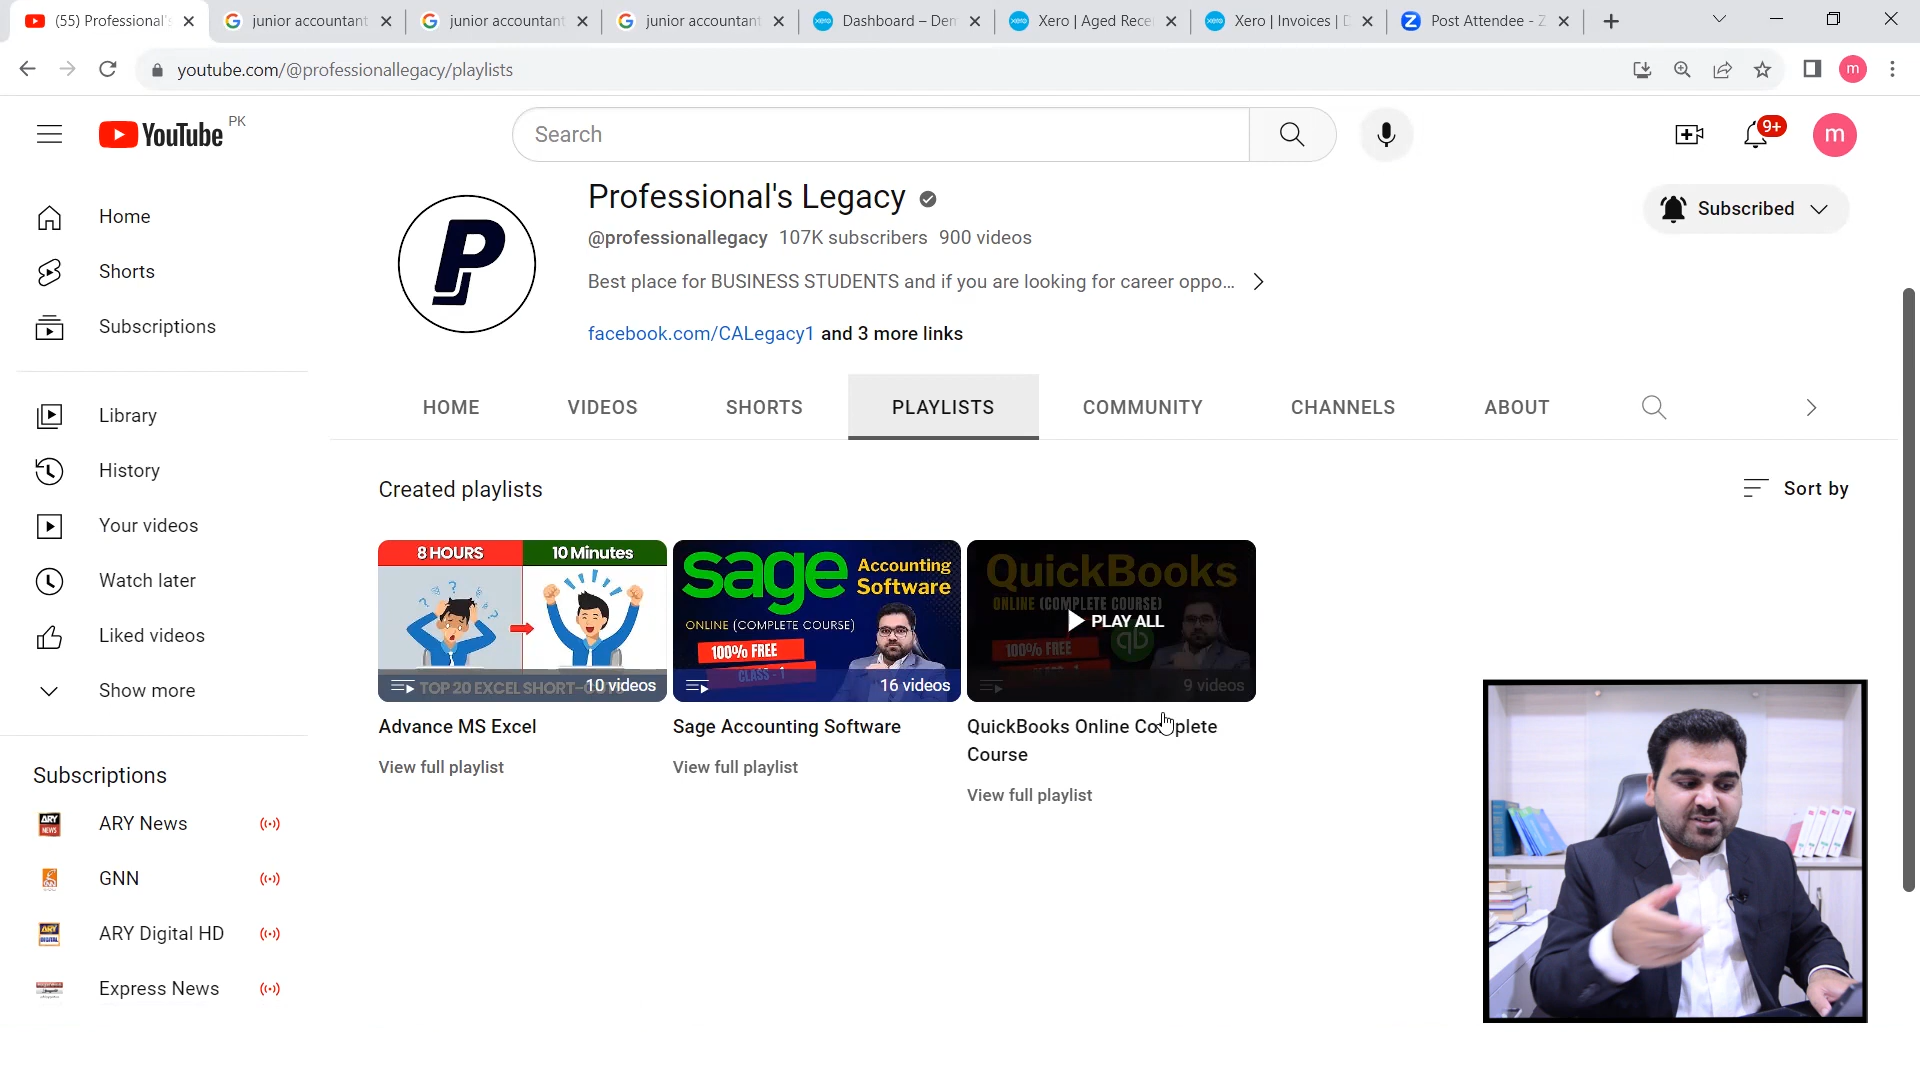 (55) Professional's
junior accountant
junior accountant
junior accountant
Dashboard – Den
Xero | Aged Rece
Xero | Invoices | D
Post Attendee - Z
youtube.com/@professionallegacy/playlists
m
YouTube PK
Search
9+
m
Home
Shorts
Subscriptions
Library
History
Your videos
Watch later
Liked videos
Show more
Subscriptions
ARY News
GNN
ARY Digital HD
Express News
Professional's Legacy
@professionallegacy 107K subscribers 900 videos
Best place for BUSINESS STUDENTS and if you are looking for career oppo...
facebook.com/CALegacy1 and 3 more links
Subscribed
HOME
VIDEOS
SHORTS
PLAYLISTS
COMMUNITY
CHANNELS
ABOUT
Created playlists
Sort by
8 HOURS
10 Minutes
TOP 20 EXCEL SHORT-CUTS
10 videos
Advance MS Excel
View full playlist
sage Accounting
Software
ONLINE (COMPLETE COURSE)
100% FREE
CLASS - 1
16 videos
Sage Accounting Software
View full playlist
QuickBooks
ONLINE (COMPLETE COURSE)
PLAY ALL
qb
100% FREE
9 videos
QuickBooks Online Complete
Course
View full playlist